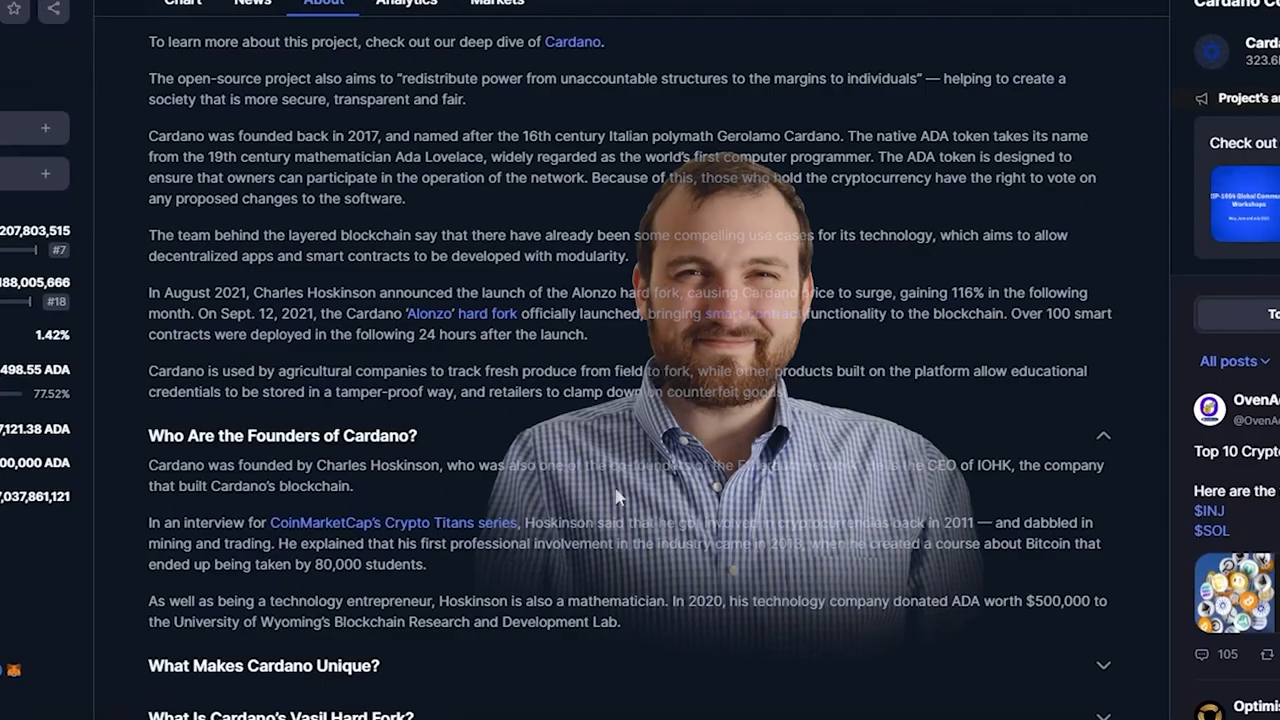 Chart News About Analytics Markets
Cardano Co
To learn more about this project, check out our deep dive of Cardano.
The open-source project also aims to “redistribute power from unaccountable structures to the margins to individuals” — helping to create a
society that is more secure, transparent and fair.
Cardano was founded back in 2017, and named after the 16th century Italian polymath Gerolamo Cardano. The native ADA token takes its name
from the 19th century mathematician Ada Lovelace, widely regarded as the world’s first computer programmer. The ADA token is designed to
ensure that owners can participate in the operation of the network. Because of this, those who hold the cryptocurrency have the right to vote on
any proposed changes to the software.
The team behind the layered blockchain say that there have already been some compelling use cases for its technology, which aims to allow
decentralized apps and smart contracts to be developed with modularity.
In August 2021, Charles Hoskinson announced the launch of the Alonzo hard fork, causing Cardano price to surge, gaining 116% in the following
month. On Sept. 12, 2021, the Cardano ‘Alonzo’ hard fork officially launched, bringing smart contract functionality to the blockchain. Over 100 smart
contracts were deployed in the following 24 hours after the launch.
Cardano is used by agricultural companies to track fresh produce from field to fork, while other products built on the platform allow educational
credentials to be stored in a tamper-proof way, and retailers to clamp down on counterfeit goods.
Who Are the Founders of Cardano?
Cardano was founded by Charles Hoskinson, who was also one of the co-founders of the Ethereum network. He is the CEO of IOHK, the company
that built Cardano’s blockchain.
In an interview for CoinMarketCap’s Crypto Titans series, Hoskinson said that he got involved in cryptocurrencies back in 2011 — and dabbled in
mining and trading. He explained that his first professional involvement in the industry came in 2013, when he created a course about Bitcoin that
ended up being taken by 80,000 students.
As well as being a technology entrepreneur, Hoskinson is also a mathematician. In 2020, his technology company donated ADA worth $500,000 to
the University of Wyoming’s Blockchain Research and Development Lab.
What Makes Cardano Unique?
What Is Cardano’s Vasil Hard Fork?
207,803,515
#7
188,005,666
#18
1.42%
498.55 ADA
77.52%
7,121.38 ADA
00,000 ADA
7,037,861,121
Carda
323.6
Project's a
Check out
CIP-1694 Global Commu
Workshops
To
All posts
OvenA
@OvenA
Top 10 Crypt
Here are the
$INJ
$SOL
105
Optimis